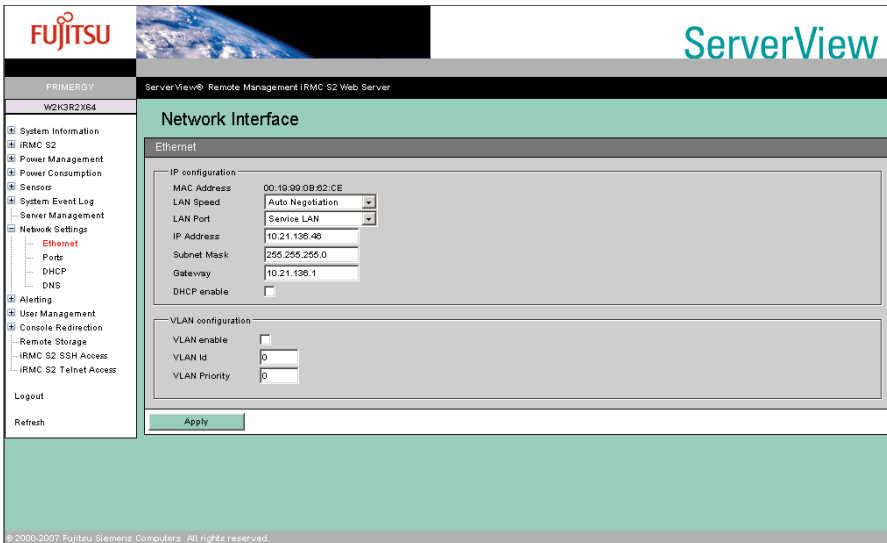 FUJITSU
ServerView
PRIMERGY
ServerView® Remote Management iRMC S2 Web Server
W2K3R2X64
System Information
iRMC S2
Power Management
Power Consumption
Sensors
System Event Log
Server Management
Network Settings
Ethernet
Ports
DHCP
DNS
Alerting
User Management
Console Redirection
Remote Storage
iRMC S2 SSH Access
iRMC S2 Telnet Access
Logout
Refresh
Network Interface
Ethernet
IP configuration
MAC Address 00:19:99:0B:62:CE
LAN Speed Auto Negotiation
LAN Port Service LAN
IP Address 10.21.136.46
Subnet Mask 255.255.255.0
Gateway 10.21.136.1
DHCP enable
VLAN configuration
VLAN enable
VLAN Id 0
VLAN Priority 0
Apply
© 2000-2007 Fujitsu Siemens Computers All rights reserved.